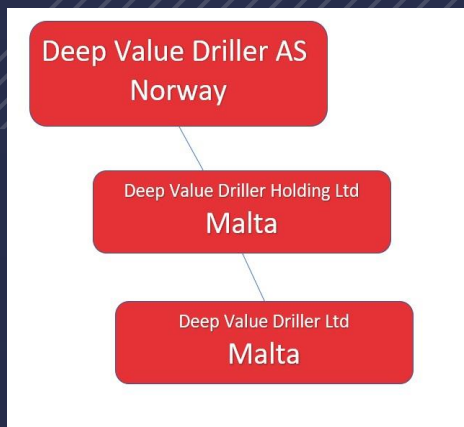 Deep Value Driller AS
Norway
Deep Value Driller Holding Ltd
Malta
Deep Value Driller Ltd
Malta